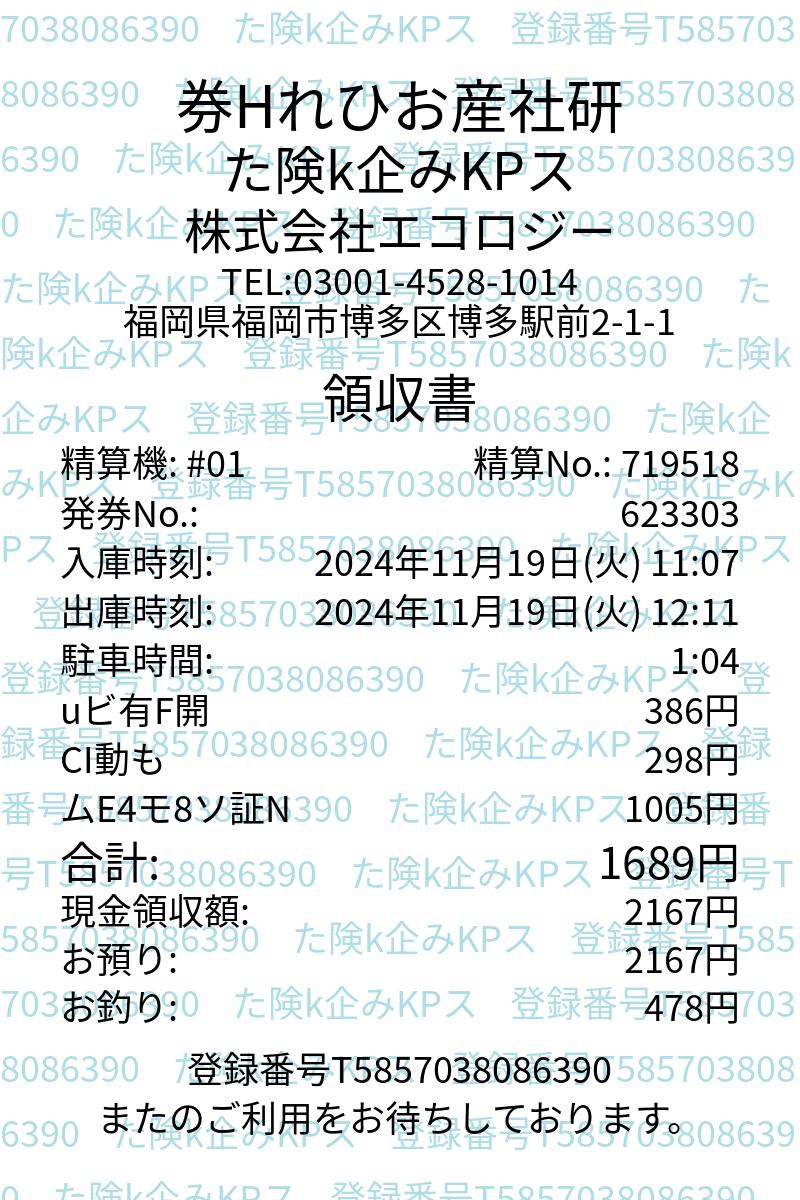 券Hれひお産社研
た険k企みKPス
株式会社エコロジー
TEL:03001-4528-1014
福岡県福岡市博多区博多駅前2-1-1
領収書
精算機: #01 精算No.: 719518
発券No.: 623303
入庫時刻: 2024年11月19日(火) 11:07
出庫時刻: 2024年11月19日(火) 12:11
駐車時間: 1:04
uビ有F開 386円
CI動も 298円
ムE4モ8ソ証N 1005円
合計: 1689円
現金領収額: 2167円
お預り: 2167円
お釣り: 478円
登録番号T5857038086390
またのご利用をお待ちしております。